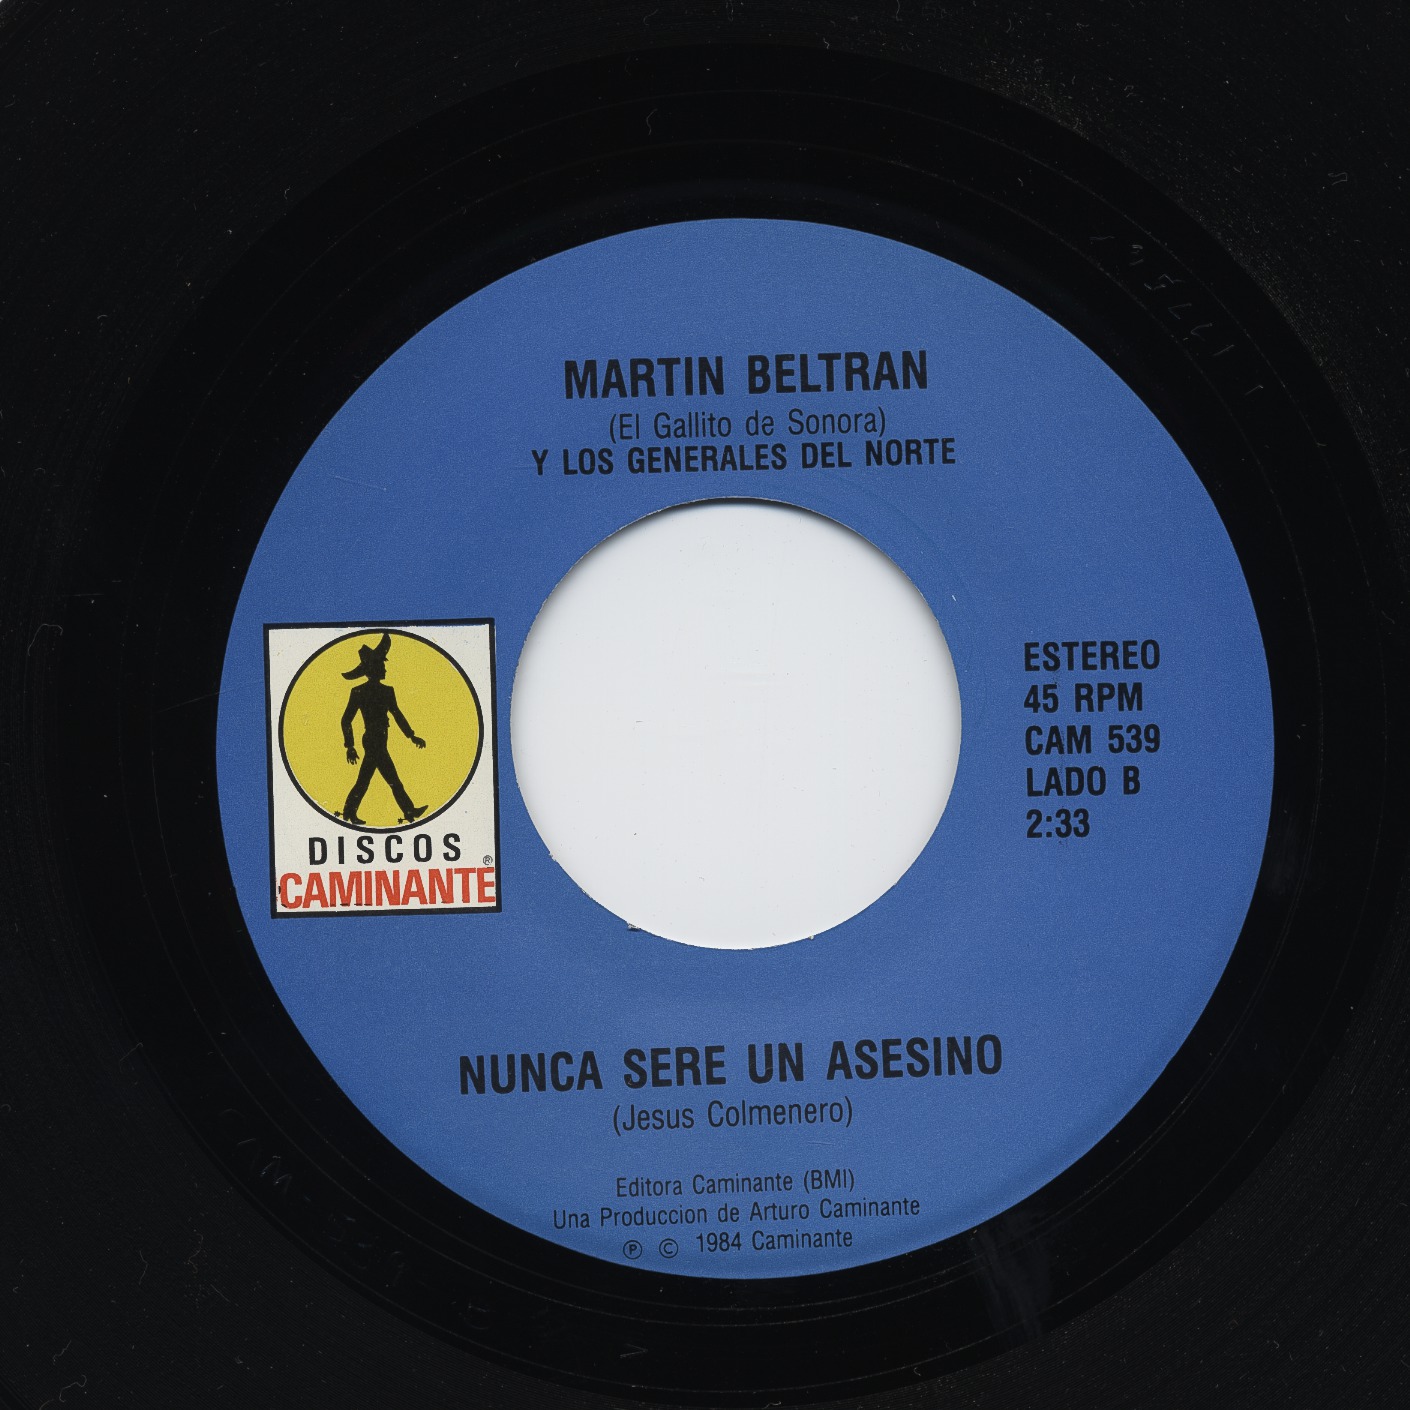 MARTIN BELTRAN
(El Gallito de Sonora)
Y LOS GENERALES DEL NORTE
DISCOS ®
CAMINANTE
ESTEREO
45 RPM
CAM 539
LADO B
2:33
NUNCA SERE UN ASESINO
(Jesus Colmenero)
Editora Caminante (BMI)
Una Produccion de Arturo Caminante
℗ © 1984 Caminante